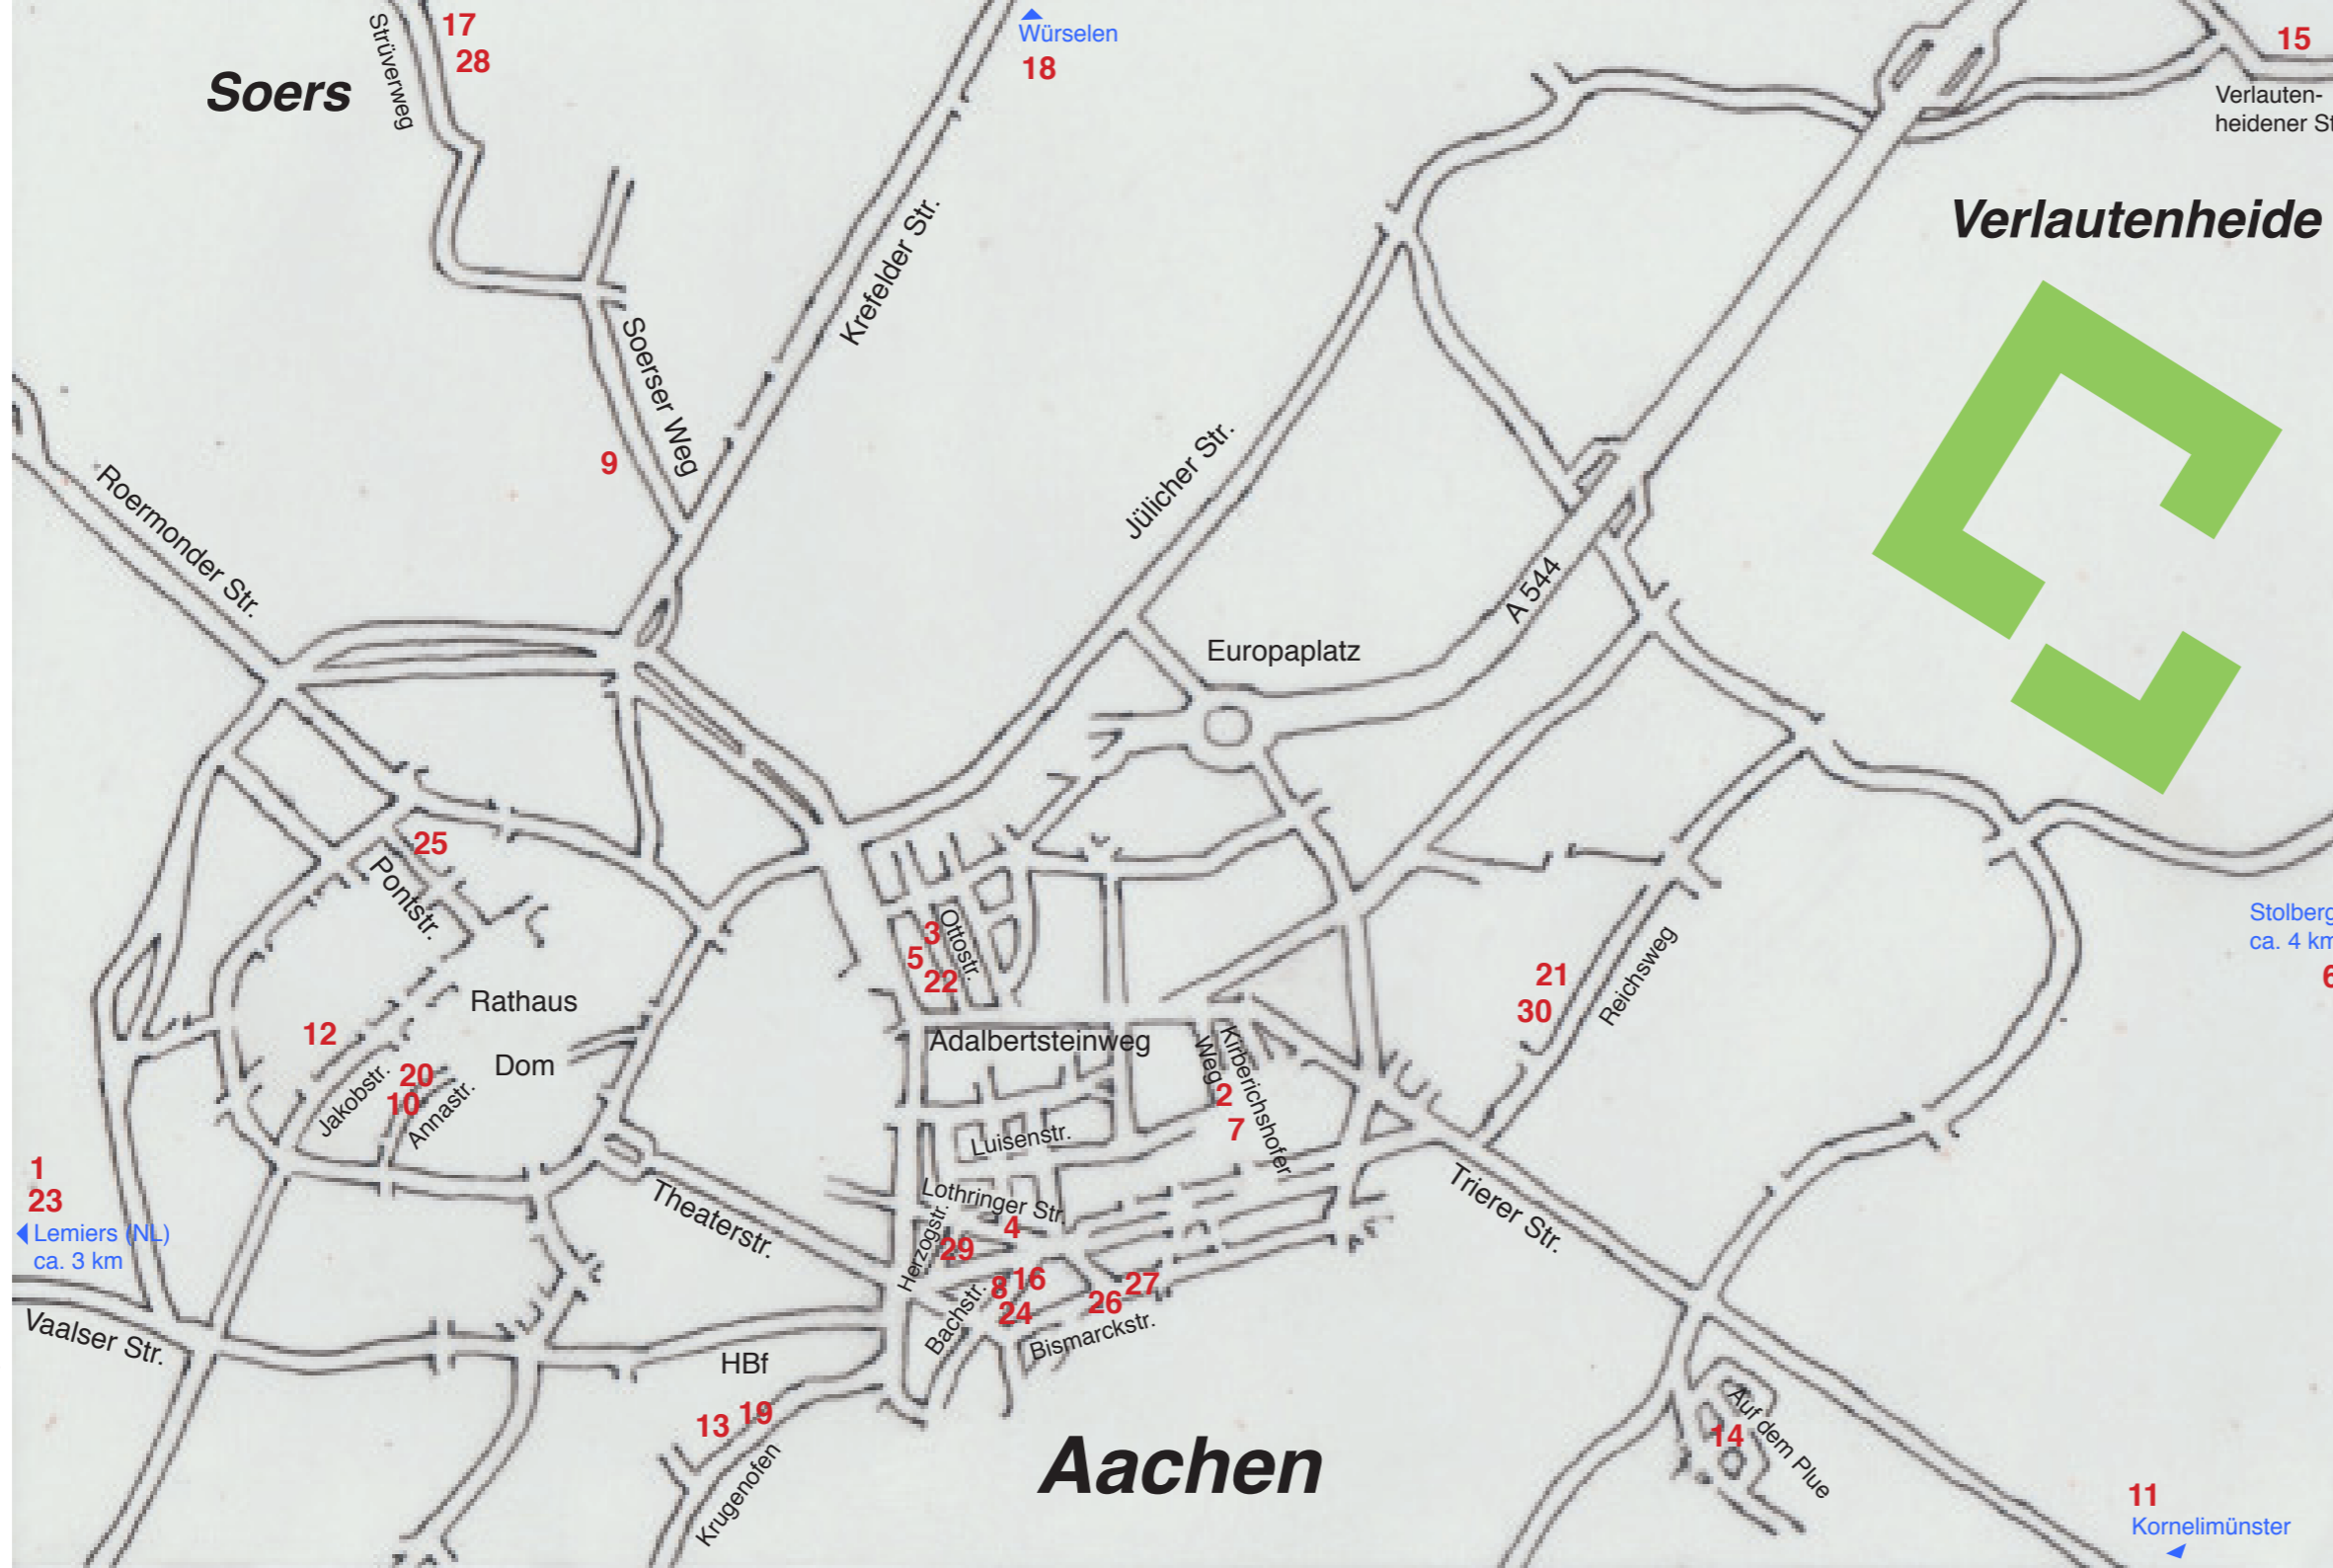 17
28
Strüverweg
Soers
Würselen
18
15
Verlauten-
heidener St
Verlautenheide
Krefelder Str.
Soerser Weg
9
Roermonder Str.
Jülicher Str.
A 544
Europaplatz
25
Pontstr.
3
5
22
Ottostr.
Stolberg
ca. 4 km
6
21
30
Reichsweg
Rathaus
12
Dom
Adalbertsteinweg
20
10
Jakobstr.
Annastr.
Kirberichshofer
Weg
2
7
Luisenstr.
1
23
Lemiers (NL)
ca. 3 km
Theaterstr.
Lothringer Str.
4
Herzogstr.
29
Trierer Str.
8
16
24
27
26
Bachstr.
Bismarckstr.
Vaalser Str.
HBf
13
19
Krugenofen
Aachen
Auf dem Plue
14
11
Kornelimünster